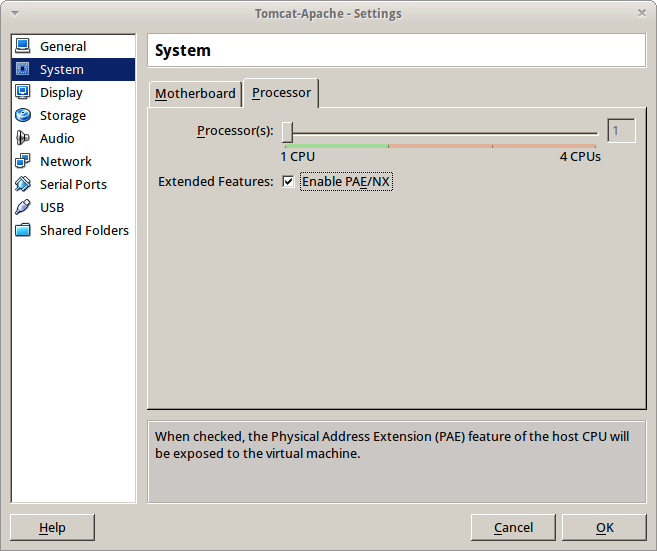 Tomcat-Apache - Settings
General
System
Display
Storage
Audio
Network
Serial Ports
USB
Shared Folders
System
Motherboard
Processor
Processor(s):
1
1 CPU
4 CPUs
Extended Features:
Enable PAE/NX
When checked, the Physical Address Extension (PAE) feature of the host CPU will
be exposed to the virtual machine.
Help
Cancel
OK